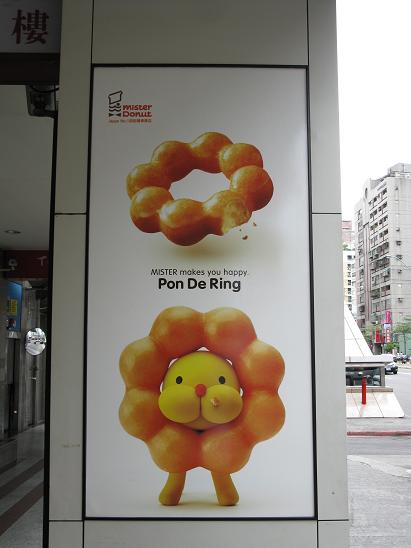 樓
mister
Donut
MISTER makes you happy.
Pon De Ring